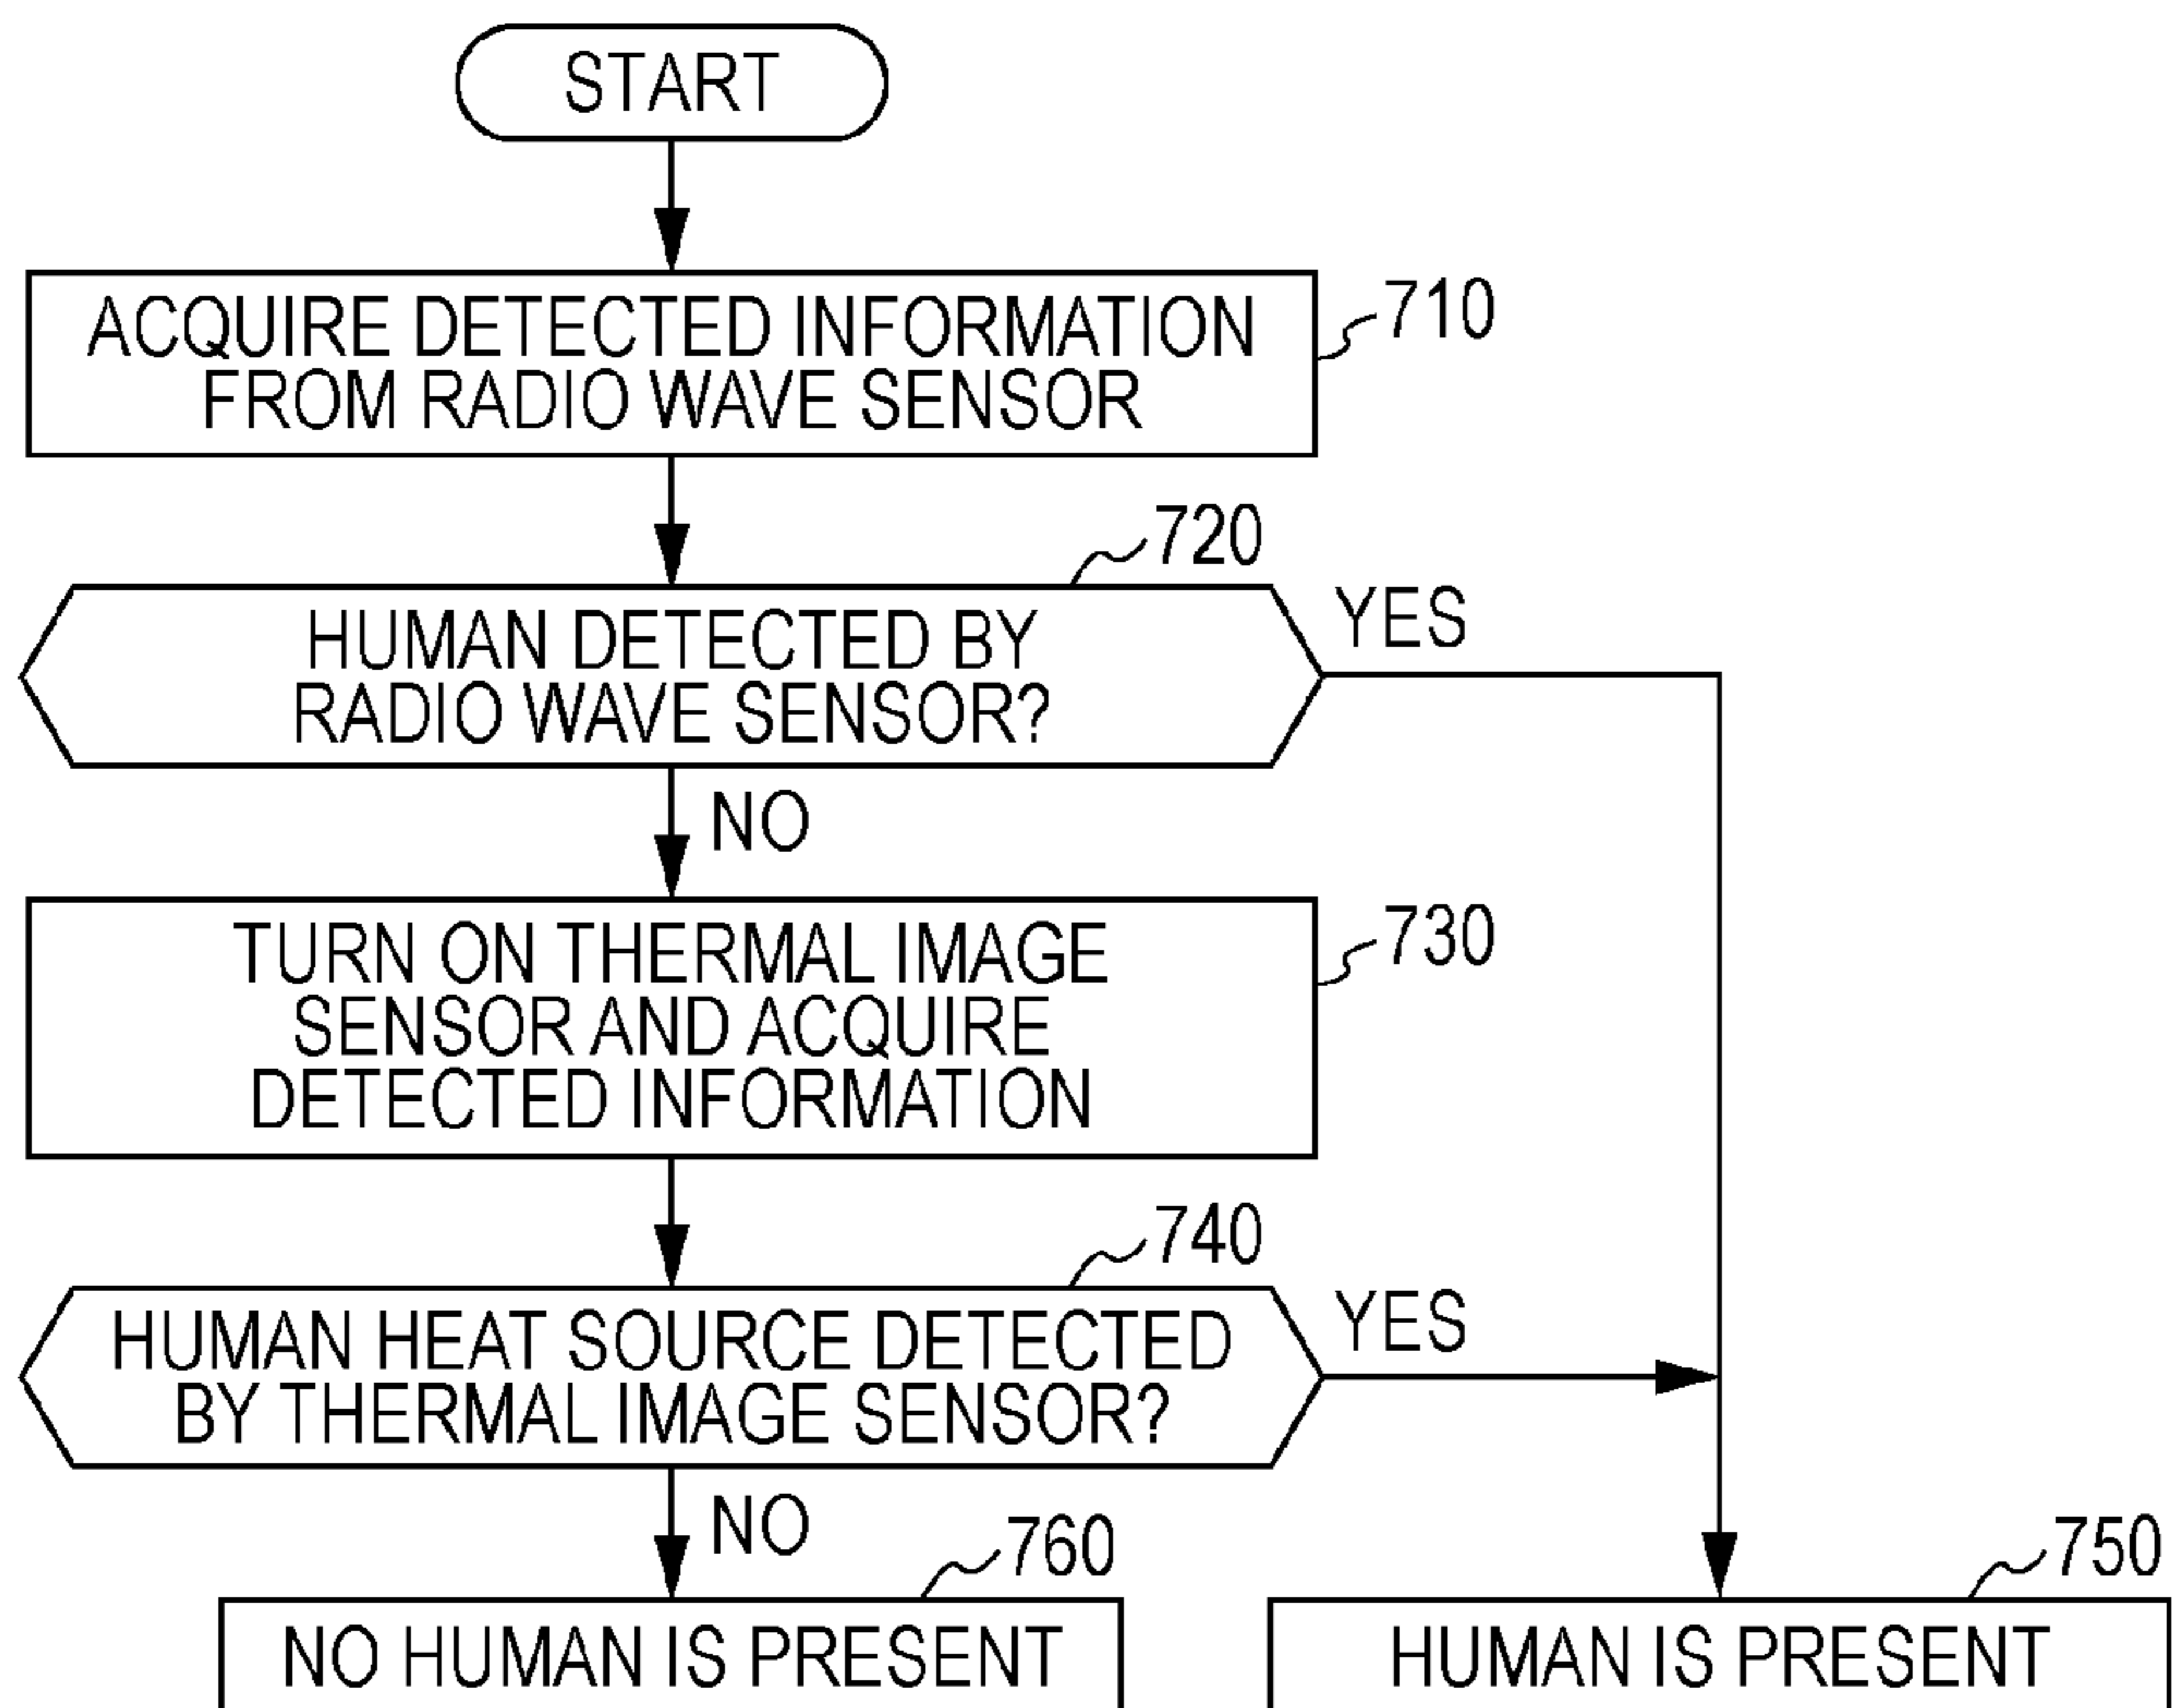 START
ACQUIRE DETECTED INFORMATION
FROM RADIO WAVE SENSOR
710
720
HUMAN DETECTED BY
RADIO WAVE SENSOR?
YES
NO
TURN ON THERMAL IMAGE
SENSOR AND ACQUIRE
DETECTED INFORMATION
730
740
HUMAN HEAT SOURCE DETECTED
BY THERMAL IMAGE SENSOR?
YES
NO
760
NO HUMAN IS PRESENT
750
HUMAN IS PRESENT